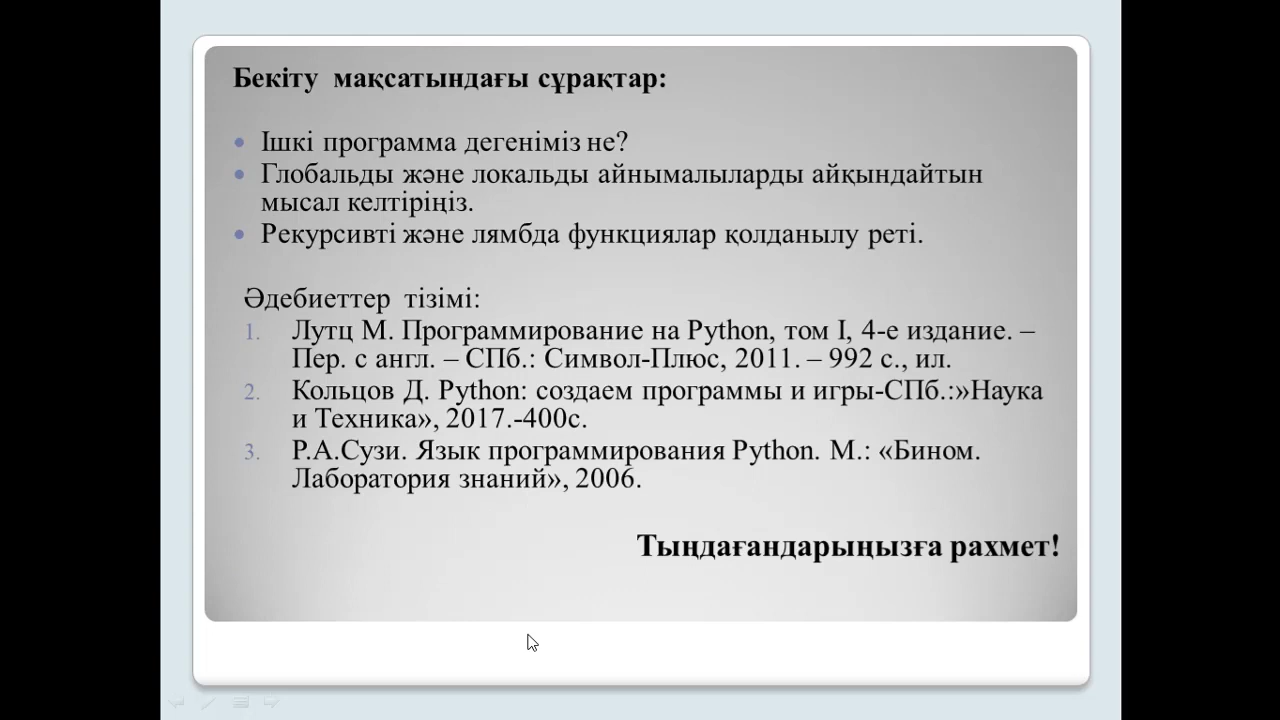 Бекіту мақсатындағы сұрақтар:
• Ішкі программа дегеніміз не?
• Глобальды және локальды айнымалыларды айқындайтын
мысал келтіріңіз.
• Рекурсивті және лямбда функциялар қолданылу реті.
Әдебиеттер тізімі:
1. Лутц М. Программирование на Python, том I, 4-е издание. –
Пер. с англ. – СПб.: Символ-Плюс, 2011. – 992 с., ил.
2. Кольцов Д. Python: создаем программы и игры-СПб.:»Наука
и Техника», 2017.-400с.
3. Р.А.Сузи. Язык программирования Python. М.: «Бином.
Лаборатория знаний», 2006.
Тыңдағандарыңызға рахмет!